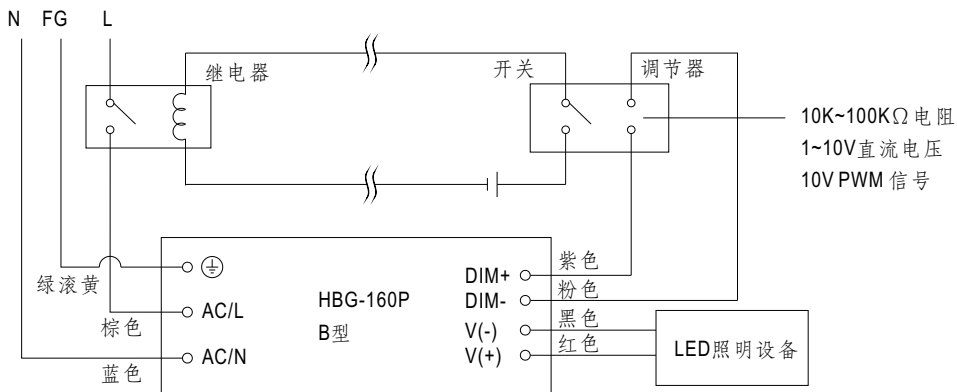 N FG L
继电器
开关
调节器
10K~100KΩ电阻
1~10V直流电压
10V PWM 信号
绿滚黄
棕色
蓝色
AC/L
AC/N
HBG-160P
B型
DIM+
DIM-
V(-)
V(+)
紫色
粉色
黑色
红色
LED照明设备